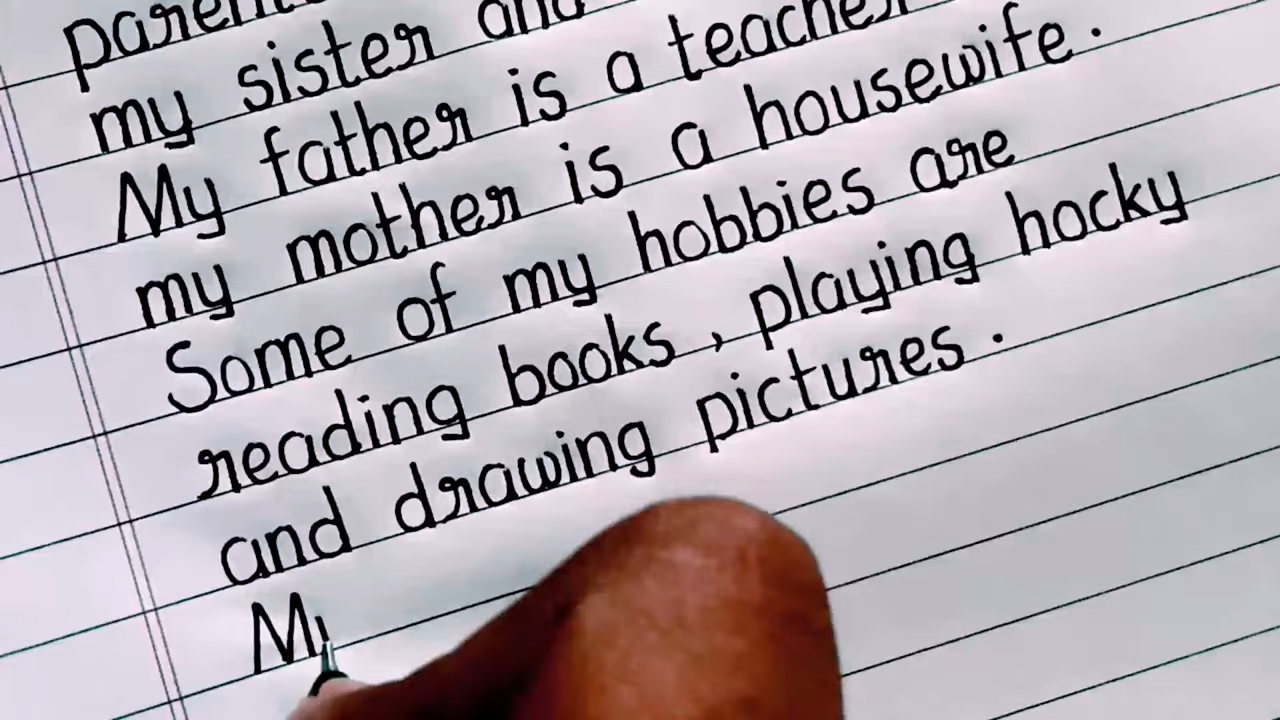 my sister and
My father is a teacher
my mother is a housewife.
Some of my hobbies are
reading books, playing hocky
and drawing pictures.
M